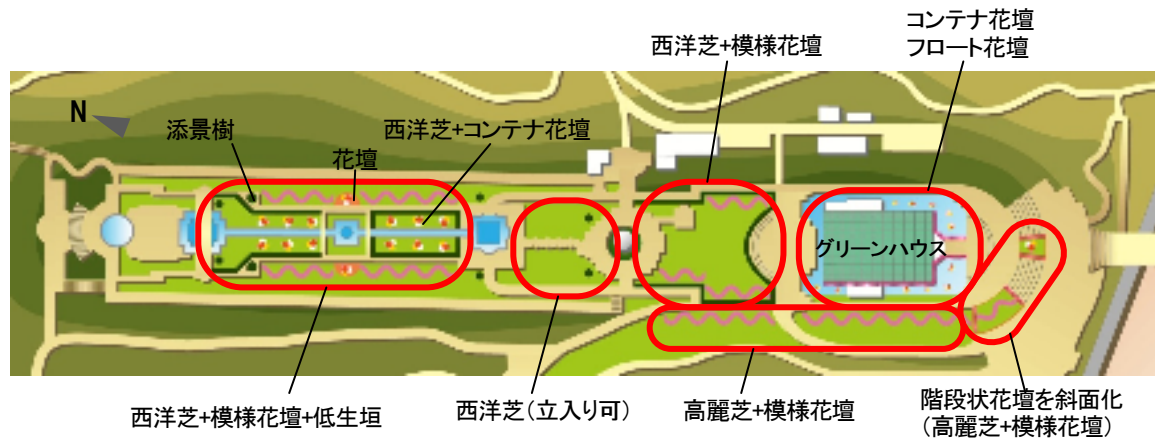 コンテナ花壇
フロート花壇
西洋芝+模様花壇
N
添景樹
西洋芝+コンテナ花壇
花壇
グリーンハウス
西洋芝+模様花壇+低生垣
西洋芝(立入り可)
高麗芝+模様花壇
階段状花壇を斜面化
(高麗芝+模様花壇)